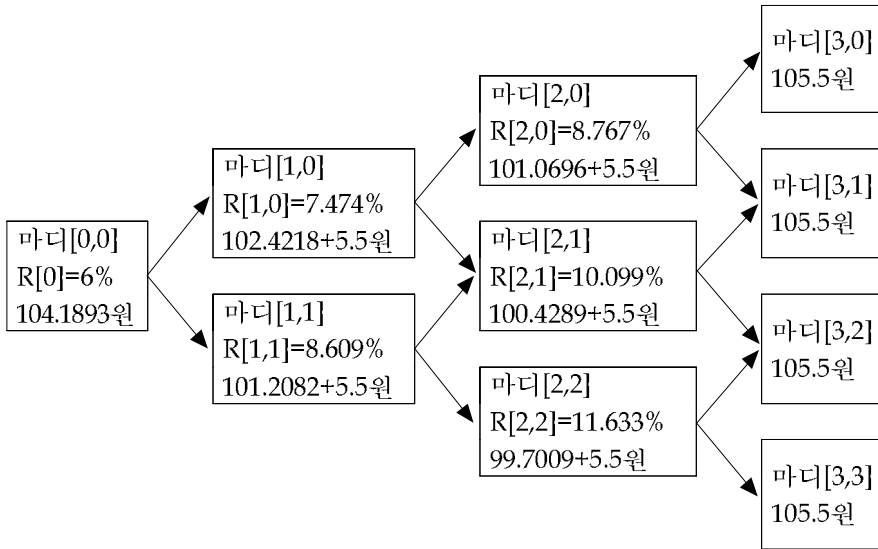 마디[0,0]
R[0]=6%
104.1893원
마디[1,0]
R[1,0]=7.474%
102.4218+5.5원
마디[1,1]
R[1,1]=8.609%
101.2082+5.5원
마디[2,0]
R[2,0]=8.767%
101.0696+5.5원
마디[2,1]
R[2,1]=10.099%
100.4289+5.5원
마디[2,2]
R[2,2]=11.633%
99.7009+5.5원
마디[3,0]
105.5원
마디[3,1]
105.5원
마디[3,2]
105.5원
마디[3,3]
105.5원